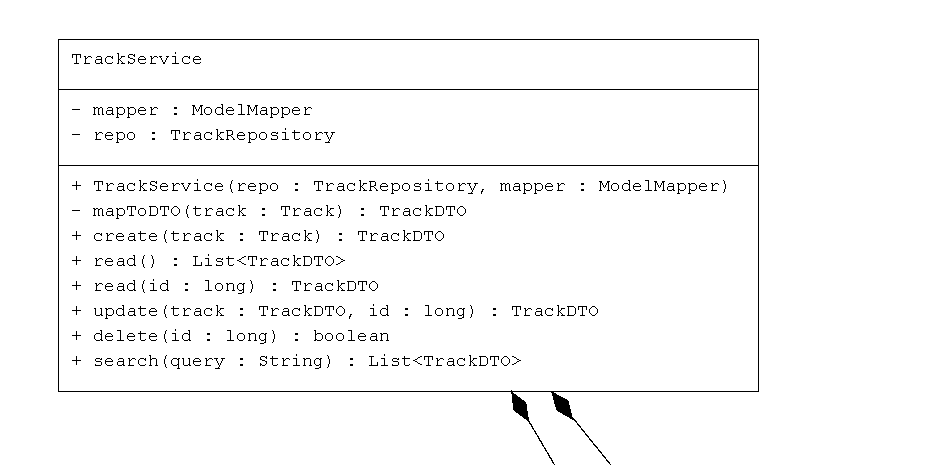 TrackService
- mapper : ModelMapper
- repo : TrackRepository
+ TrackService(repo : TrackRepository, mapper : ModelMapper)
- mapToDTO(track : Track) : TrackDTO
+ create(track : Track) : TrackDTO
+ read() : List<TrackDTO>
+ read(id : long) : TrackDTO
+ update(track : TrackDTO, id : long) : TrackDTO
+ delete(id : long) : boolean
+ search(query : String) : List<TrackDTO>